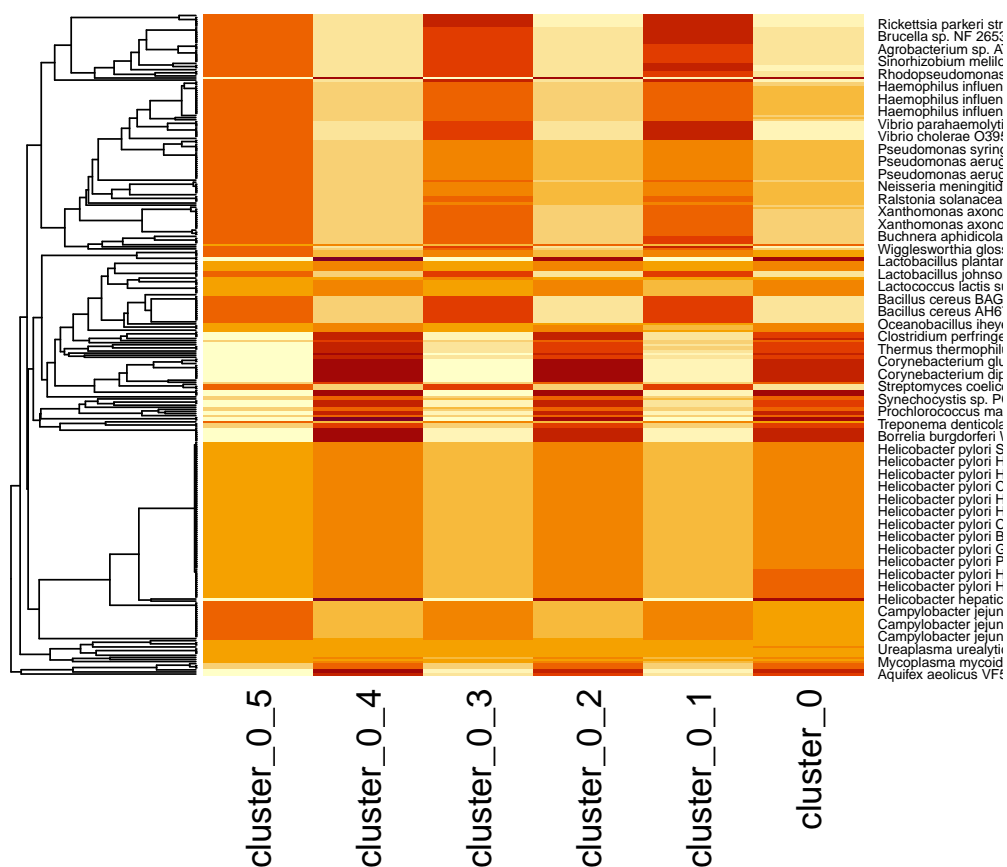 Rickettsia parkeri str
Brucella sp. NF 2653
Agrobacterium sp. A
Sinorhizobium melilo
Rhodopseudomonas
Haemophilus influen
Haemophilus influen
Haemophilus influen
Vibrio parahaemolyti
Vibrio cholerae O395
Pseudomonas syring
Pseudomonas aerug
Pseudomonas aerug
Neisseria meningitid
Ralstonia solanacea
Xanthomonas axono
Xanthomonas axono
Buchnera aphidicola
Wigglesworthia gloss
Lactobacillus plantar
Lactobacillus johnso
Lactococcus lactis su
Bacillus cereus BAG
Bacillus cereus AH67
Oceanobacillus iheye
Clostridium perfringe
Thermus thermophilu
Corynebacterium glu
Corynebacterium dip
Streptomyces coelico
Synechocystis sp. PC
Prochlorococcus ma
Treponema denticola
Borrelia burgdorferi
Helicobacter pylori S
Helicobacter pylori H
Helicobacter pylori H
Helicobacter pylori C
Helicobacter pylori H
Helicobacter pylori H
Helicobacter pylori C
Helicobacter pylori B
Helicobacter pylori G
Helicobacter pylori P
Helicobacter pylori H
Helicobacter pylori H
Helicobacter hepatic
Campylobacter jejun
Campylobacter jejun
Campylobacter jejun
Ureaplasma urealytic
Mycoplasma mycoid
Aquifex aeolicus VF5
cluster_0_5
cluster_0_4
cluster_0_3
cluster_0_2
cluster_0_1
cluster_0